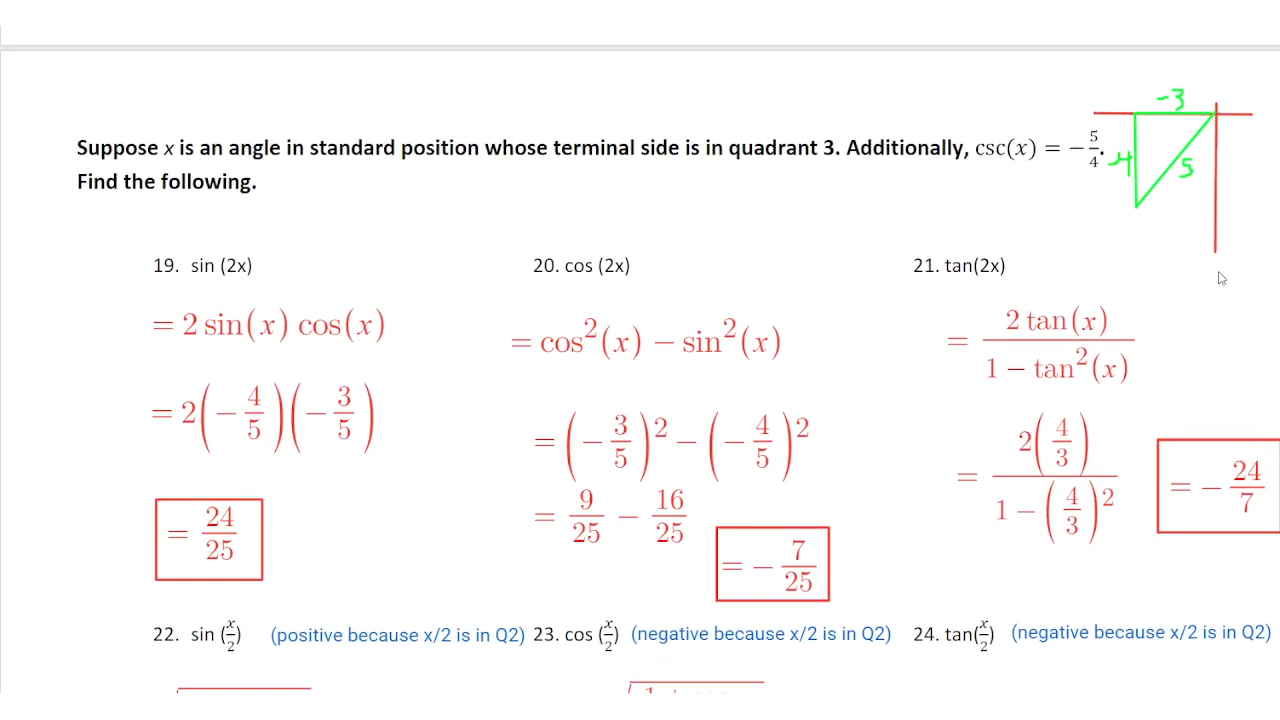 -3
Suppose x is an angle in standard position whose terminal side is in quadrant 3. Additionally, csc(x) = −5/4.
-4
5
Find the following.
19. sin (2x)
20. cos (2x)
21. tan(2x)
= 2 sin(x) cos(x)
= cos²(x) − sin²(x)
= 2 tan(x) / 1 − tan²(x)
= 2(−4/5)(−3/5)
= (−3/5)² − (−4/5)²
= 2(4/3) / 1 − (4/3)²
= −24/7
= 24/25
= 9/25 − 16/25
= −7/25
22. sin (x/2) (positive because x/2 is in Q2)
23. cos (x/2) (negative because x/2 is in Q2)
24. tan(x/2) (negative because x/2 is in Q2)